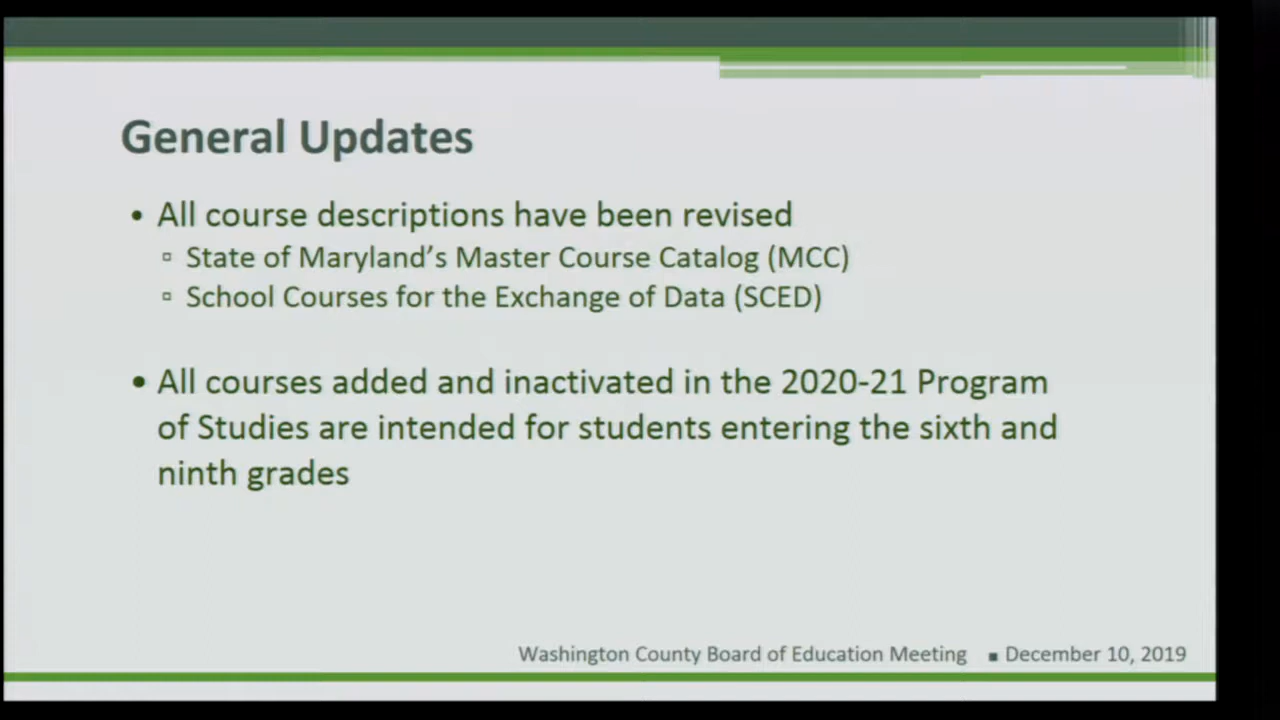 General Updates
• All course descriptions have been revised
▫ State of Maryland’s Master Course Catalog (MCC)
▫ School Courses for the Exchange of Data (SCED)
• All courses added and inactivated in the 2020-21 Program
of Studies are intended for students entering the sixth and
ninth grades
Washington County Board of Education Meeting ▪ December 10, 2019